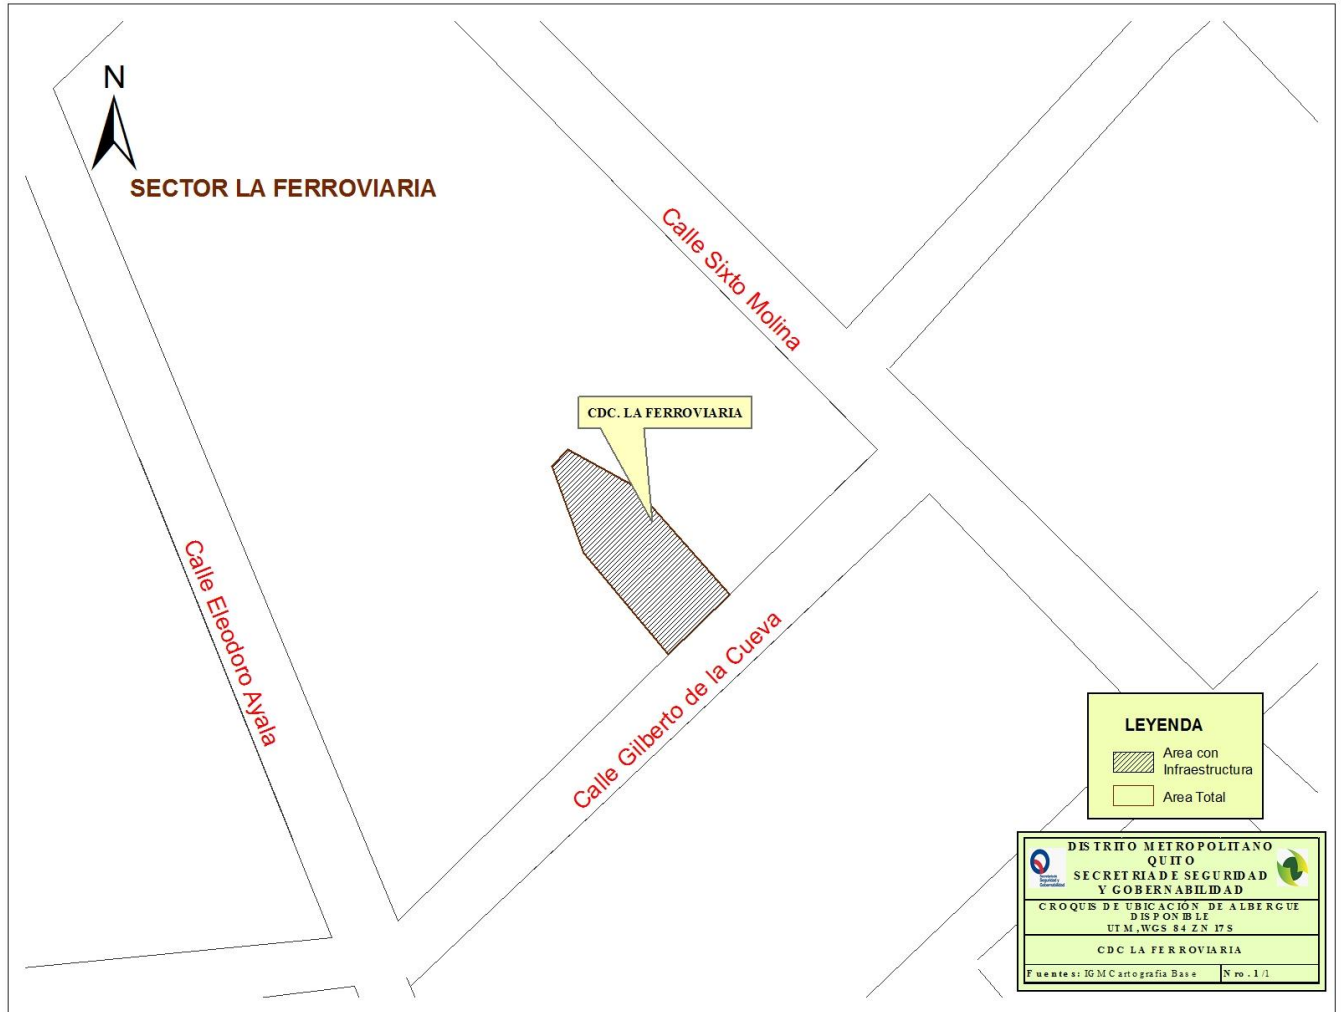 N
SECTOR LA FERROVIARIA
Calle Sixto Molina
CDC. LA FERROVIARIA
Calle Eleodoro Ayala
Calle Gilberto de la Cueva
LEYENDA
Area con
Infraestructura
Area Total
DISTRITO METROPOLITANO
QUITO
SECRETRIA DE SEGURIDAD
Y GOBERNABILIDAD
CROQUIS DE UBICACIÓN DE ALBERGUE
DISPONIBLE
UTM,WGS 84 ZN 17S
CDC LA FERROVIARIA
Fuentes: IGM Cartografia Base
Nro. 1/1